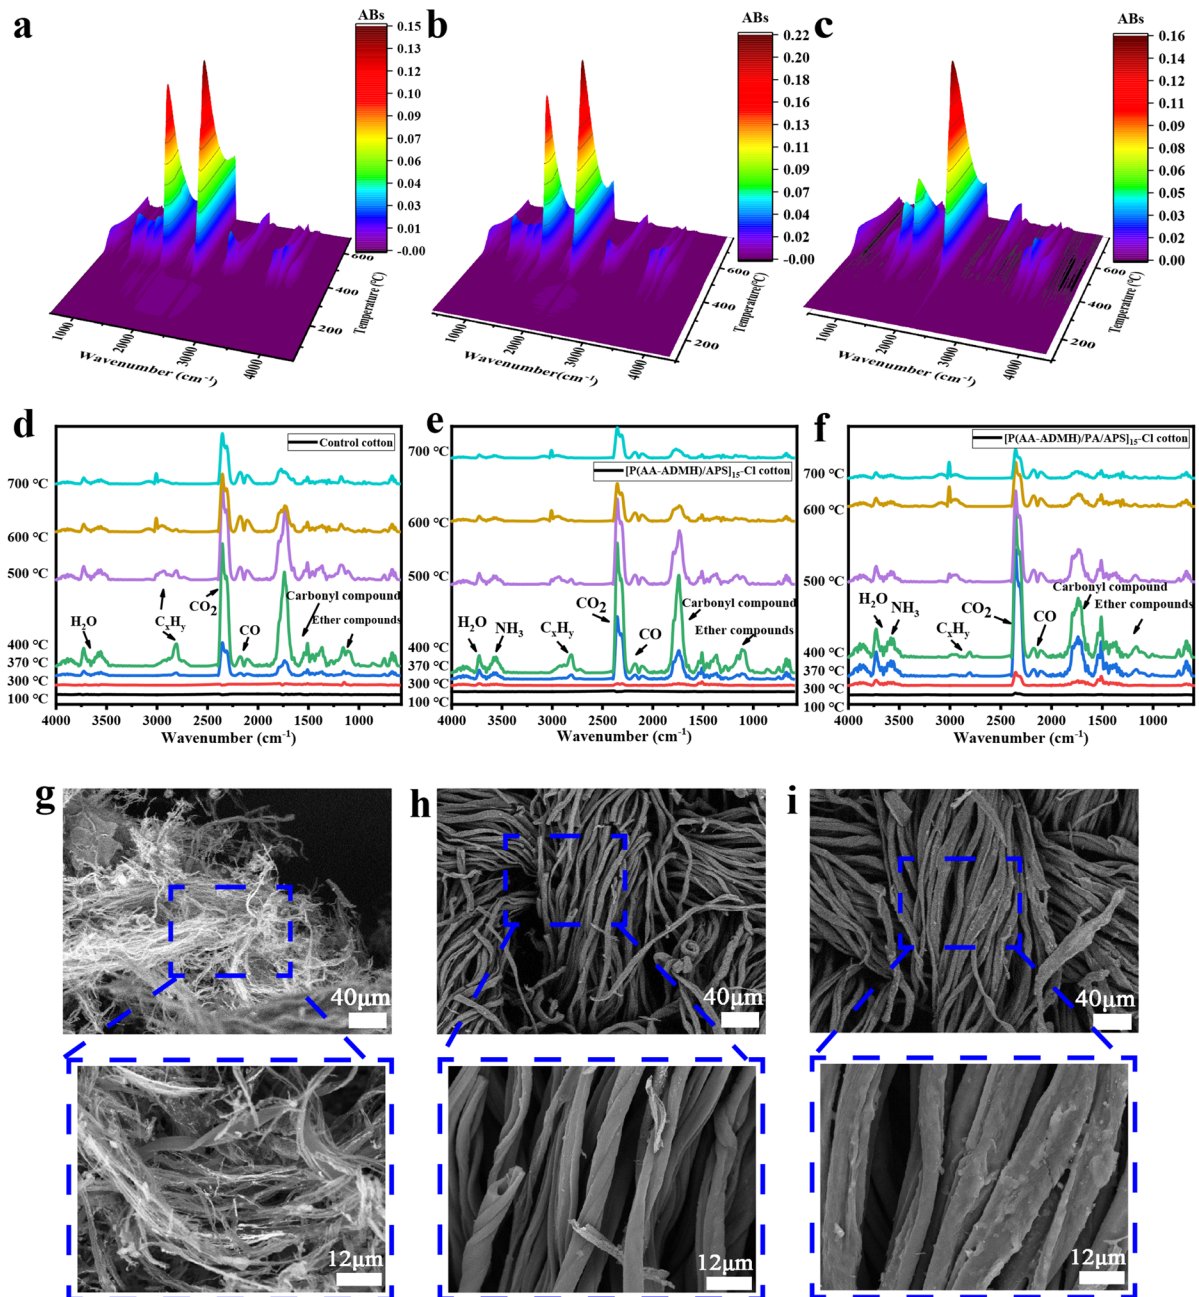 a
ABs
0.15
0.13
0.12
0.10
0.09
0.07
0.06
0.04
0.03
0.01
-0.00
600
400
200
Temperature (℃)
1000
2000
3000
4000
Wavenumber (cm-1)
b
ABs
0.22
0.20
0.18
0.16
0.13
0.11
0.09
0.07
0.04
0.02
-0.00
600
400
200
Temperature(℃)
1000
2000
3000
4000
Wavenumber(cm-1)
c
ABs
0.16
0.14
0.13
0.11
0.10
0.08
0.06
0.05
0.03
0.02
0.00
600
400
200
Temperature (℃)
1000
2000
3000
4000
Wavenumber (cm-1)
d
Control cotton
700 ℃
600 ℃
500 ℃
400 ℃
370 ℃
300 ℃
100 ℃
H2O
CxHy
CO2
CO
Carbonyl compound
Ether compounds
4000 3500 3000 2500 2000 1500 1000
Wavenumber (cm-1)
e
[P(AA-ADMH)/APS]15-Cl cotton
700 ℃
600 ℃
500 ℃
400 ℃
370 ℃
300 ℃
100 ℃
H2O
NH3
CxHy
CO2
CO
Carbonyl compound
Ether compounds
4000 3500 3000 2500 2000 1500 1000
Wavenumber (cm-1)
f
[P(AA-ADMH)/PA/APS]15-Cl cotton
700 ℃
600 ℃
500 ℃
400 ℃
370 ℃
300 ℃
100 ℃
H2O
NH3
CxHy
CO2
CO
Carbonyl compound
Ether compounds
4000 3500 3000 2500 2000 1500 1000
Wavenumber (cm-1)
g
40μm
12μm
h
40μm
12μm
i
40μm
12μm